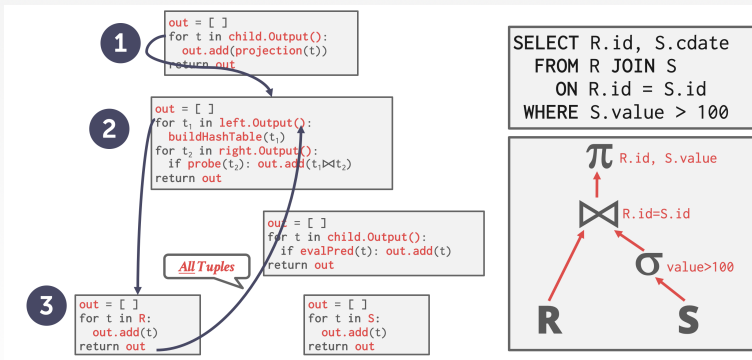 1
out = [ ]
for t in child.Output():
out.add(projection(t))
return out
2
out = [ ]
for t₁ in left.Output():
buildHashTable(t₁)
for t₂ in right.Output():
if probe(t₂): out.add(t₁⨝t₂)
return out
out = [ ]
for t in child.Output():
if evalPred(t): out.add(t)
return out
All Tuples
3
out = [ ]
for t in R:
out.add(t)
return out
out = [ ]
for t in S:
out.add(t)
return out
SELECT R.id, S.cdate
FROM R JOIN S
ON R.id = S.id
WHERE S.value > 100
π R.id, S.value
⨝ R.id=S.id
σ value>100
R S